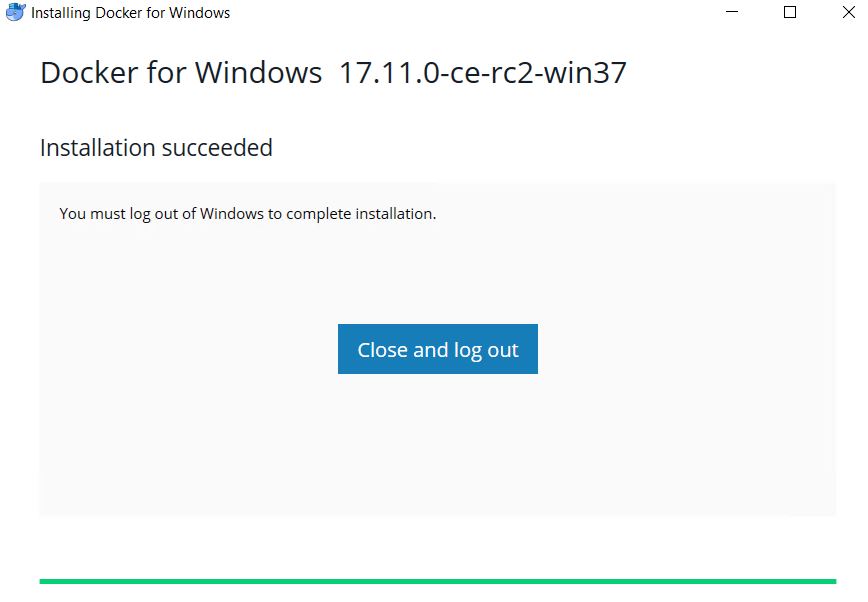 Installing Docker for Windows
Docker for Windows 17.11.0-ce-rc2-win37
Installation succeeded
You must log out of Windows to complete installation.
Close and log out